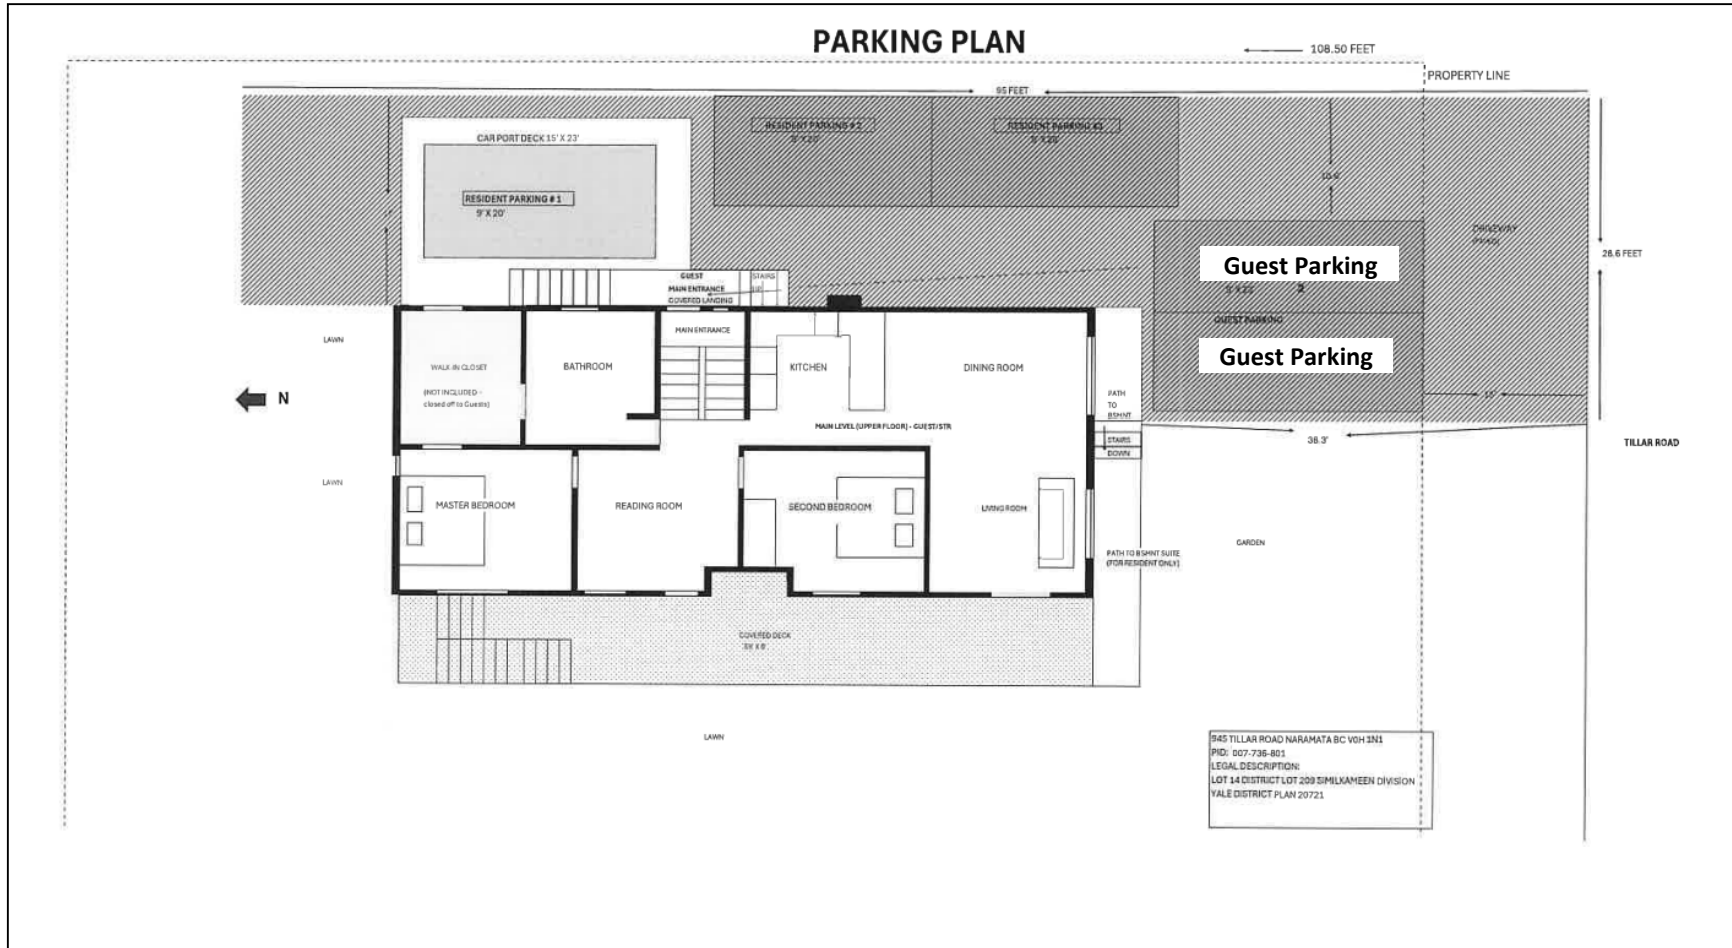 PARKING PLAN
108.50 FEET
PROPERTY LINE
95 FEET
CAR PORT DECK 15' X 23'
RESIDENT PARKING # 1
9' X 20'
RESIDENT PARKING # 2
9' X 20'
RESIDENT PARKING #3
9' X 20'
DRIVEWAY
28.6 FEET
Guest Parking
2
GUEST PARKING
Guest Parking
GUEST
MAIN ENTRANCE
COVERED LANDING
STAIRS
MAIN ENTRANCE
LAWN
N
WALK-IN CLOSET
(NOT INCLUDED -
closed off to Guests)
BATHROOM
KITCHEN
DINING ROOM
MAIN LEVEL (UPPER FLOOR) - GUEST/STR
PATH
TO
BSMNT
STAIRS
DOWN
38.3'
TILLAR ROAD
LAWN
MASTER BEDROOM
READING ROOM
SECOND BEDROOM
LIVING ROOM
GARDEN
PATH TO BSMNT SUITE
(FOR RESIDENT ONLY)
COVERED DECK
LAWN
945 TILLAR ROAD NARAMATA BC V0H 1N1
PID: 007-736-801
LEGAL DESCRIPTION:
LOT 14 DISTRICT LOT 209 SIMILKAMEEN DIVISION
YALE DISTRICT PLAN 20721